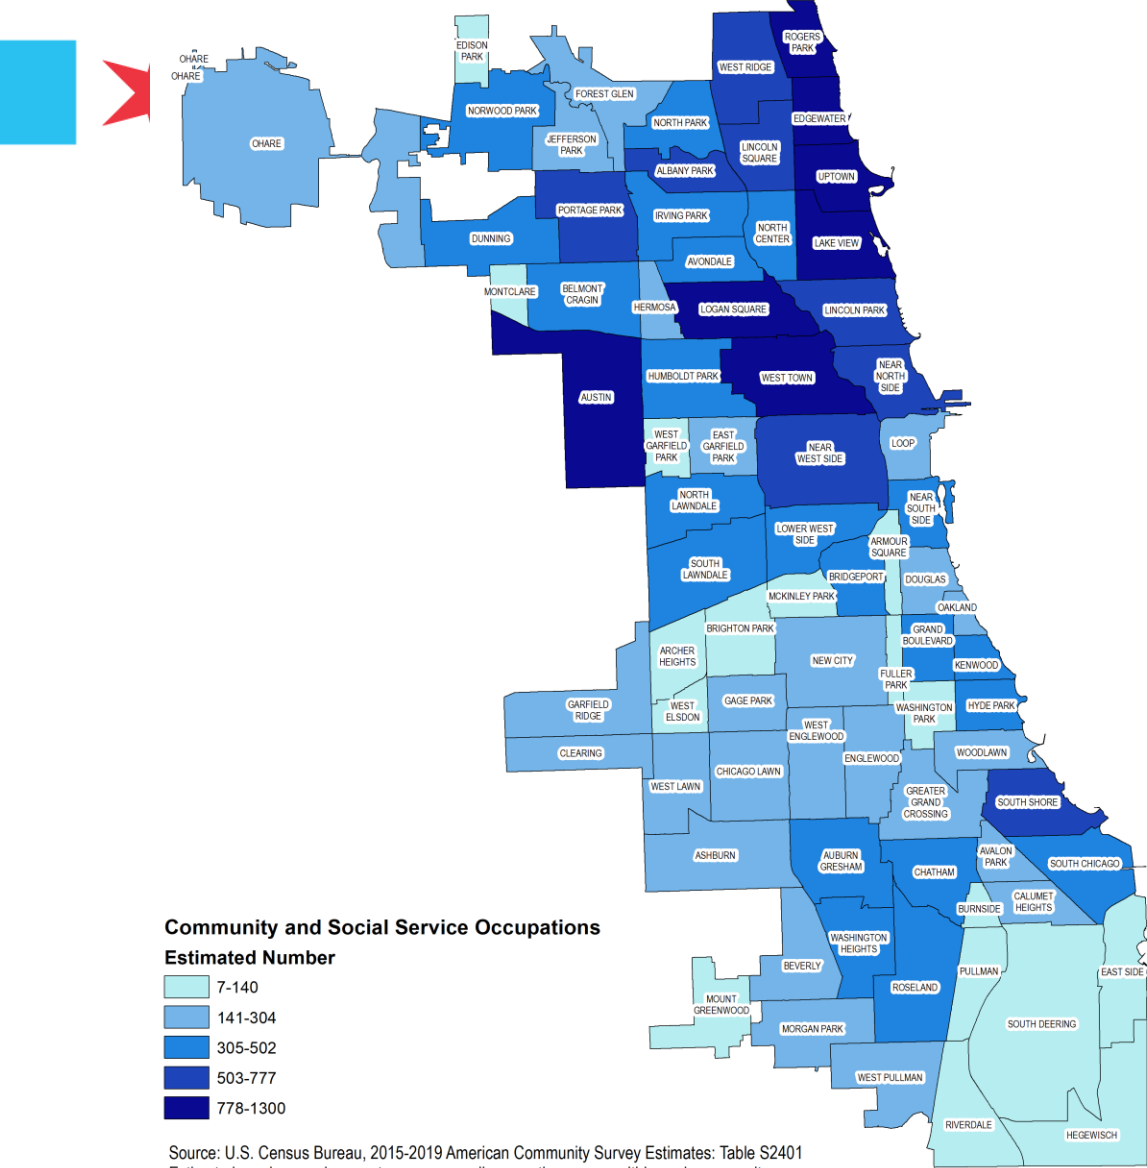 EDISON
PARK
ROGERS
PARK
OHARE
OHARE
WEST RIDGE
FOREST GLEN
NORWOOD PARK
NORTH PARK
EDGEWATER
OHARE
JEFFERSON
PARK
LINCOLN
SQUARE
ALBANY PARK
UPTOWN
PORTAGE PARK
IRVING PARK
NORTH
CENTER
DUNNING
LAKE VIEW
AVONDALE
MONTCLARE
BELMONT
CRAGIN
HERMOSA
LOGAN SQUARE
LINCOLN PARK
HUMBOLDT PARK
WEST TOWN
NEAR
NORTH
SIDE
AUSTIN
WEST
GARFIELD
PARK
EAST
GARFIELD
PARK
NEAR
WEST SIDE
LOOP
NORTH
LAWNDALE
NEAR
SOUTH
SIDE
LOWER WEST
SIDE
ARMOUR
SQUARE
SOUTH
LAWNDALE
BRIDGEPORT
DOUGLAS
MCKINLEY PARK
OAKLAND
BRIGHTON PARK
GRAND
BOULEVARD
ARCHER
HEIGHTS
NEW CITY
KENWOOD
FULLER
PARK
GARFIELD
RIDGE
WEST
ELSDON
GAGE PARK
WASHINGTON
PARK
HYDE PARK
WEST
ENGLEWOOD
CLEARING
ENGLEWOOD
WOODLAWN
WEST LAWN
CHICAGO LAWN
GREATER
GRAND
CROSSING
SOUTH SHORE
ASHBURN
AUBURN
GRESHAM
CHATHAM
AVALON
PARK
SOUTH CHICAGO
BURNSIDE
CALUMET
HEIGHTS
WASHINGTON
HEIGHTS
BEVERLY
PULLMAN
EAST SIDE
ROSELAND
MOUNT
GREENWOOD
MORGAN PARK
SOUTH DEERING
WEST PULLMAN
RIVERDALE
HEGEWISCH
Community and Social Service Occupations
Estimated Number
7-140
141-304
305-502
503-777
778-1300
Source: U.S. Census Bureau, 2015-2019 American Community Survey Estimates: Table S2401